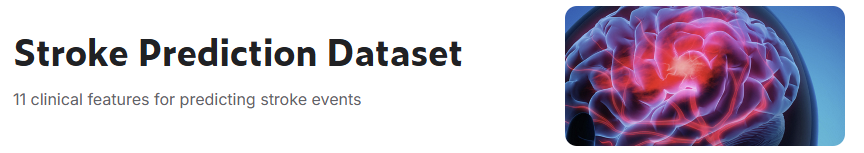 Stroke Prediction Dataset
11 clinical features for predicting stroke events